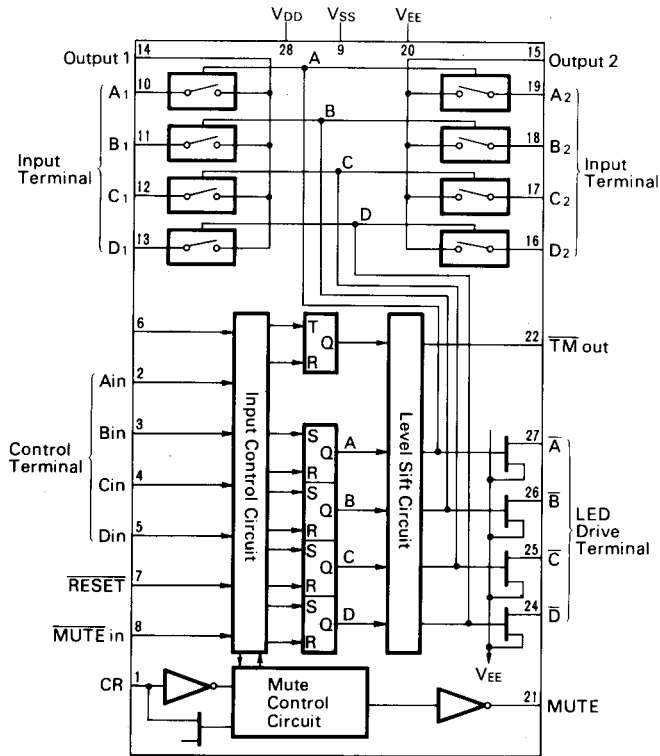 VDD VSS VEE
14 28 9 20 15
Output 1 A Output 2
10 19
A1 A2
B
11 18
B1 B2
Input Terminal
C
Input Terminal
12 17
C1 C2
D
13 16
D1 D2
6 T Q R 22 TM out
2
Ain
3 S A 27
Bin Q A
Control Terminal
R
4 S B 26
Cin Q B
Input Control Circuit
R
Level Sift Circuit
LED Drive Terminal
5 S C 25
Din Q C
R
7 S D 24
RESET Q D
R
8
MUTE in
VEE
1
CR
Mute Control Circuit
21
MUTE